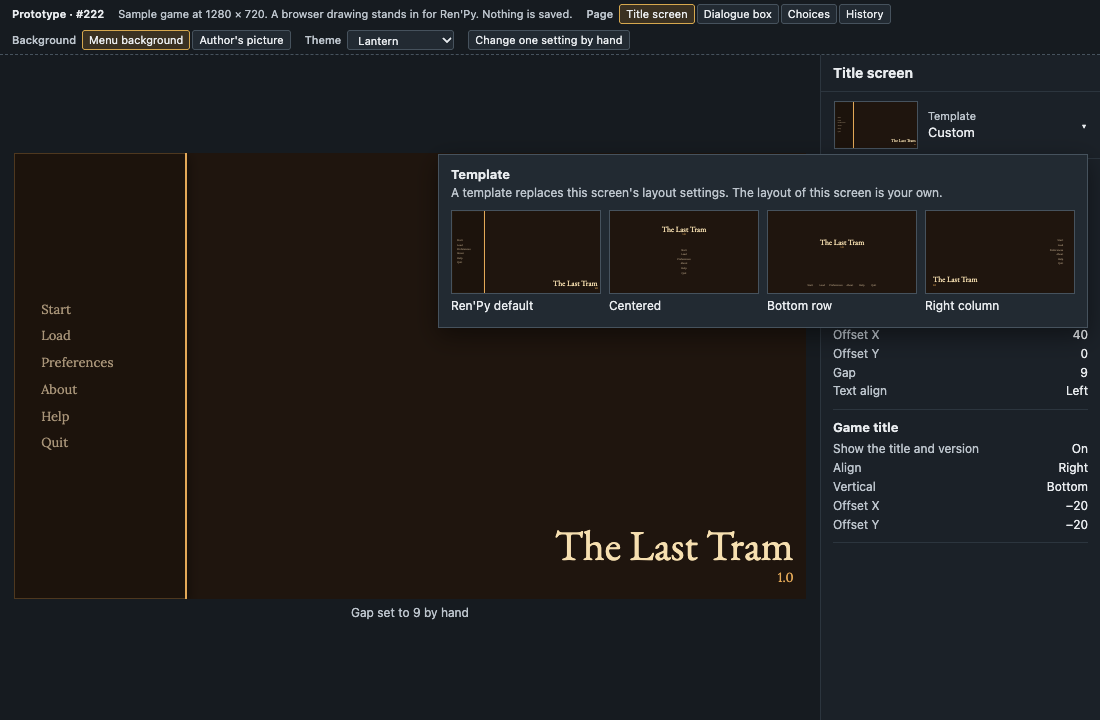 Prototype · #222 Sample game at 1280 × 720. A browser drawing stands in for Ren'Py. Nothing is saved. Page Title screen Dialogue box Choices History
Background Menu background Author's picture Theme Lantern Change one setting by hand
Title screen
Template
Custom
The Last Tram
Template
A template replaces this screen's layout settings. The layout of this screen is your own.
The Last Tram
Ren'Py default
The Last Tram
Centered
The Last Tram
Bottom row
The Last Tram
Right column
Start
Load
Preferences
About
Help
Quit
The Last Tram
1.0
Gap set to 9 by hand
Offset X 40
Offset Y 0
Gap 9
Text align Left
Game title
Show the title and version On
Align Right
Vertical Bottom
Offset X −20
Offset Y −20